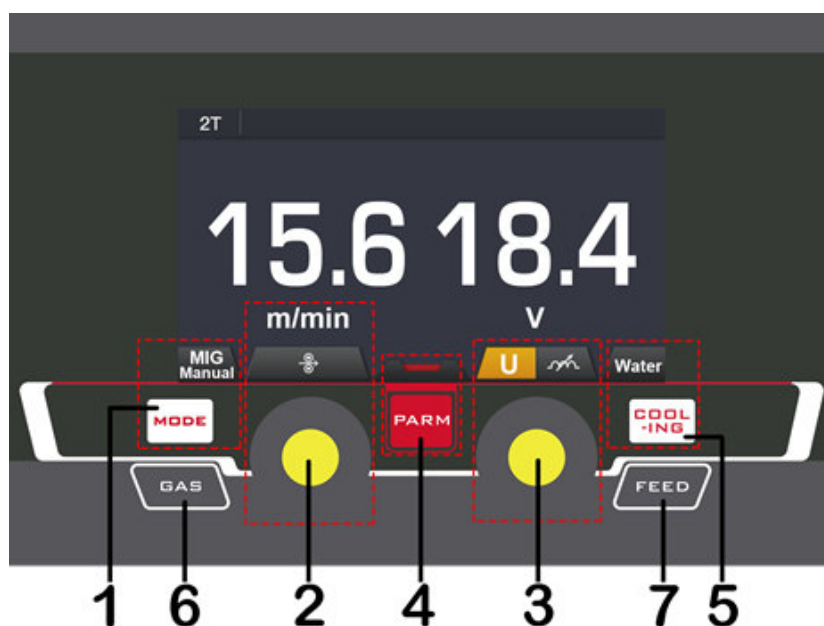 2T
15.6 18.4
m/min V
MIG
Manual
U
Water
MODE
PARM
COOL
-ING
GAS
FEED
1 6 2 4 3 7 5